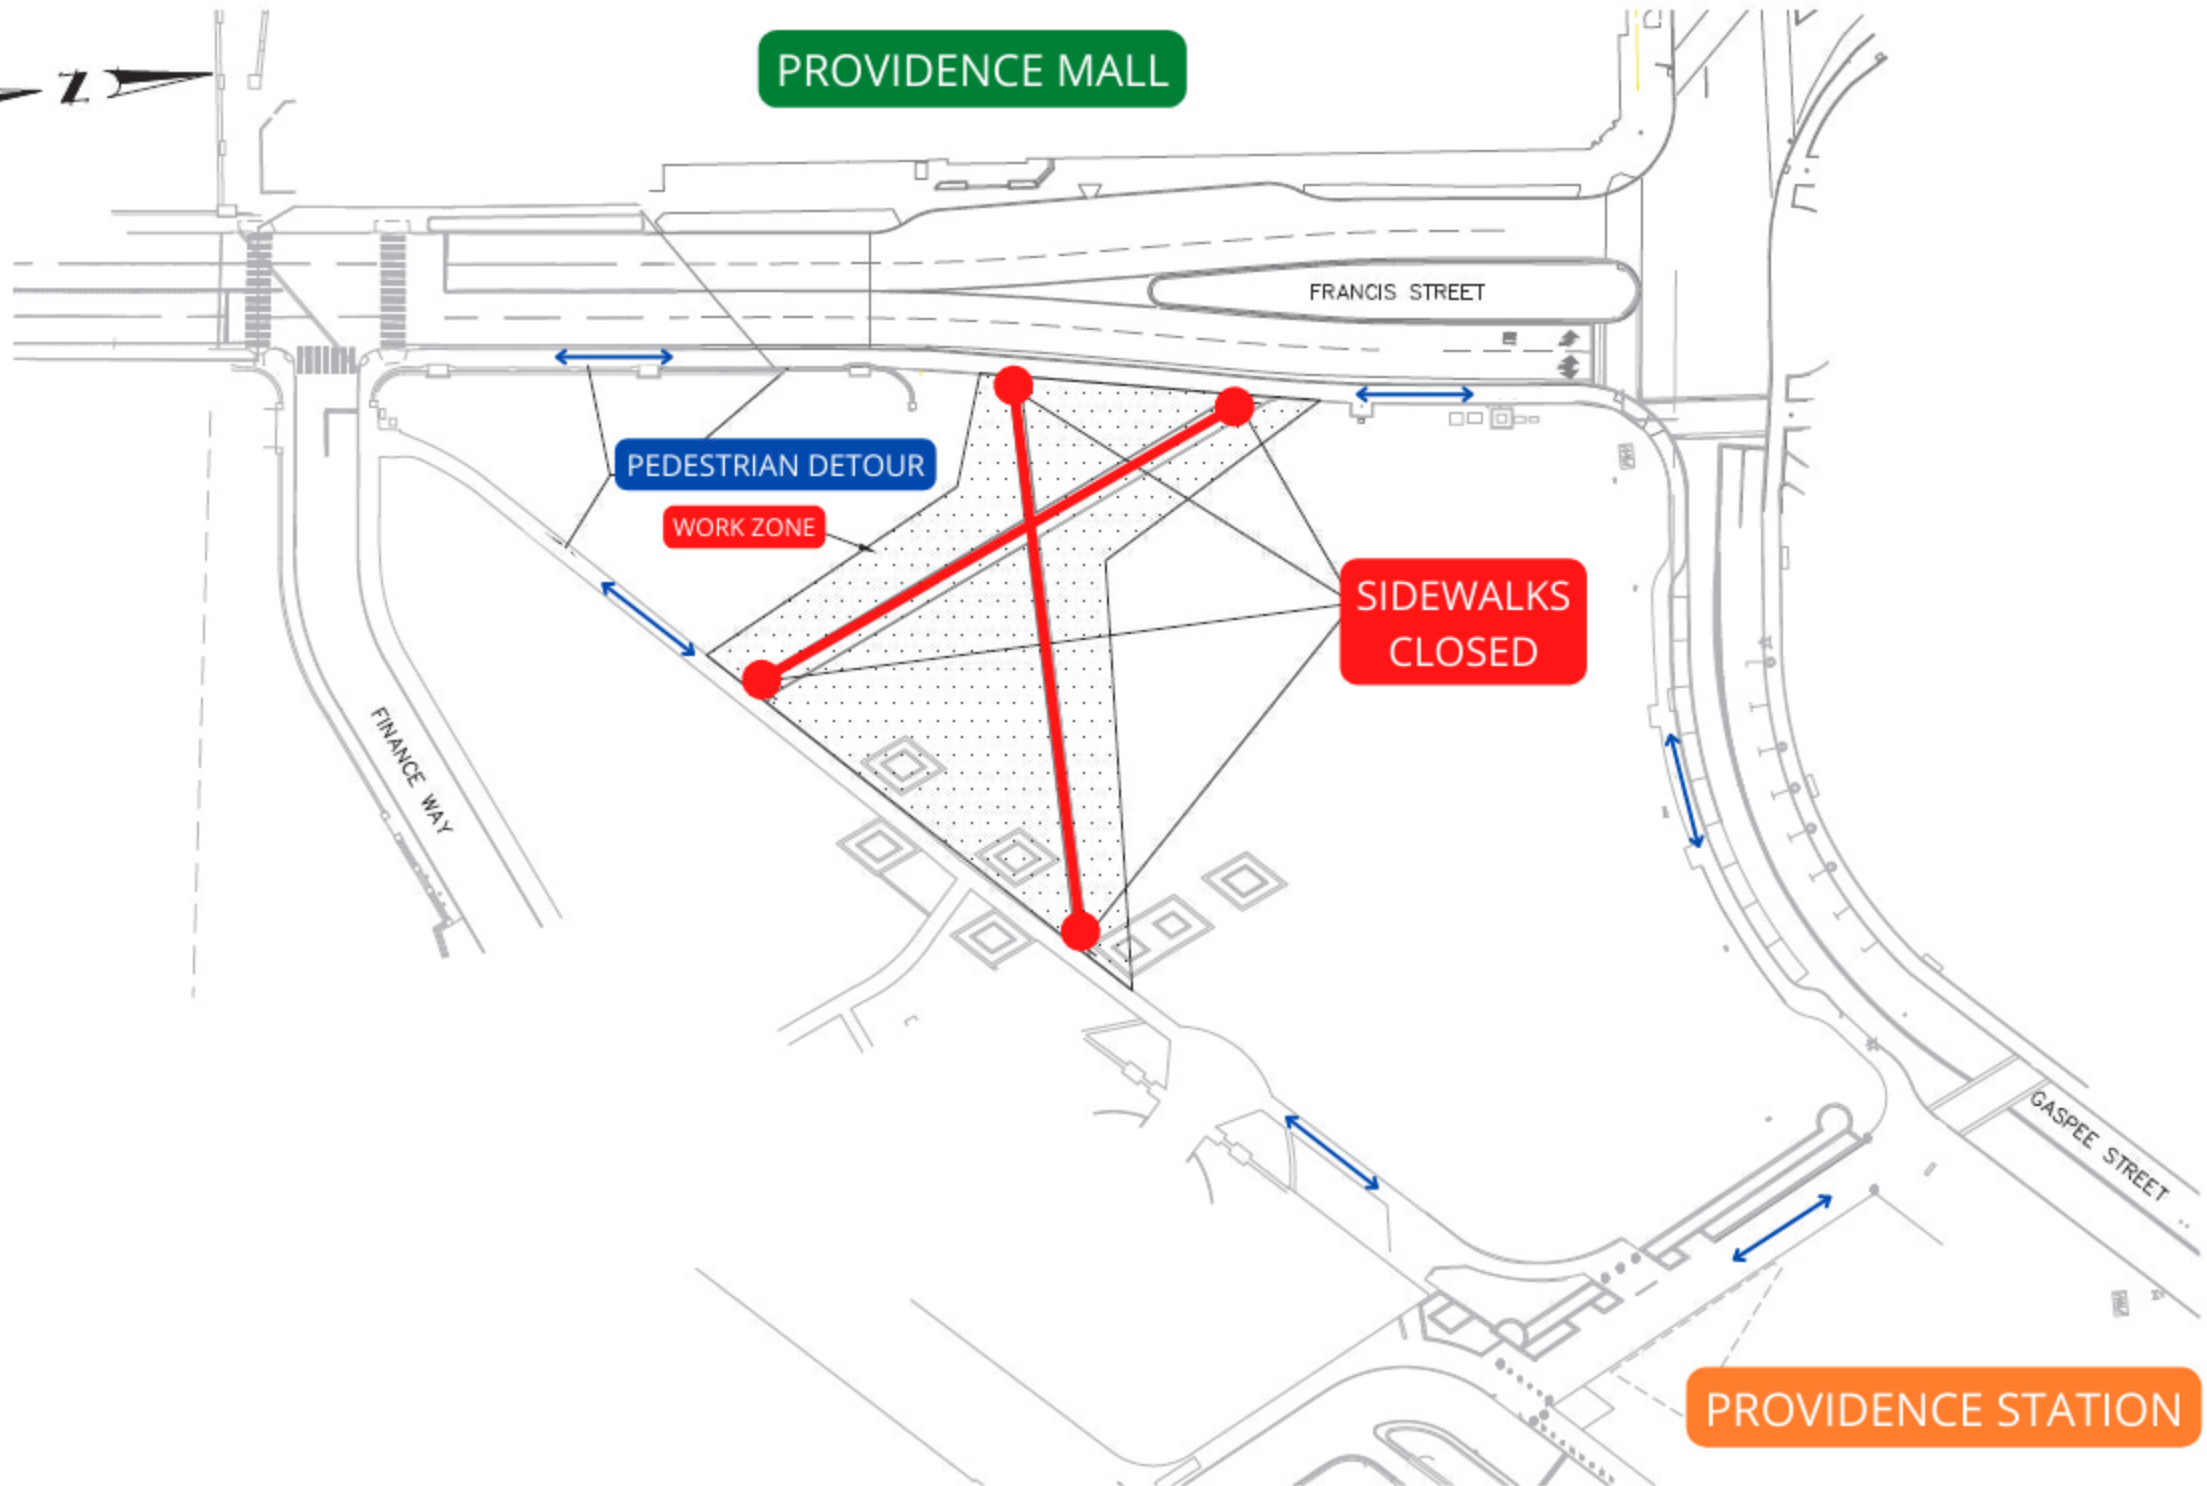 PROVIDENCE MALL
N
FRANCIS STREET
PEDESTRIAN DETOUR
WORK ZONE
SIDEWALKS
CLOSED
FINANCE WAY
GASPEE STREET
PROVIDENCE STATION